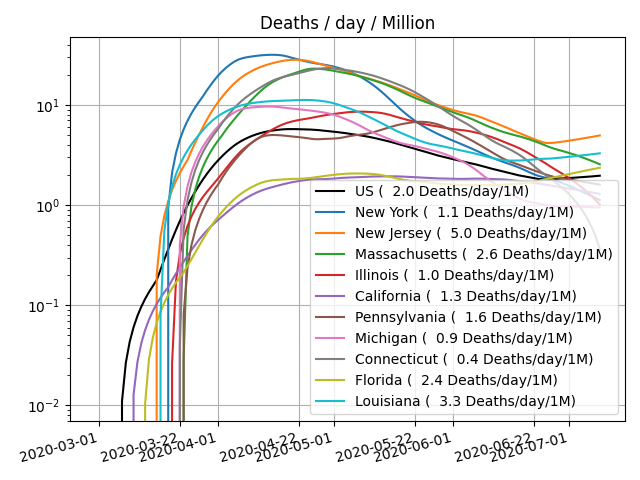 Deaths / day / Million
10¹
10⁰
10⁻¹
10⁻²
US (  2.0 Deaths/day/1M)
New York (  1.1 Deaths/day/1M)
New Jersey (  5.0 Deaths/day/1M)
Massachusetts (  2.6 Deaths/day/1M)
Illinois (  1.0 Deaths/day/1M)
California (  1.3 Deaths/day/1M)
Pennsylvania (  1.6 Deaths/day/1M)
Michigan (  0.9 Deaths/day/1M)
Connecticut (  0.4 Deaths/day/1M)
Florida (  2.4 Deaths/day/1M)
Louisiana (  3.3 Deaths/day/1M)
2020-03-01
2020-03-22
2020-04-01
2020-04-22
2020-05-01
2020-05-22
2020-06-01
2020-06-22
2020-07-01